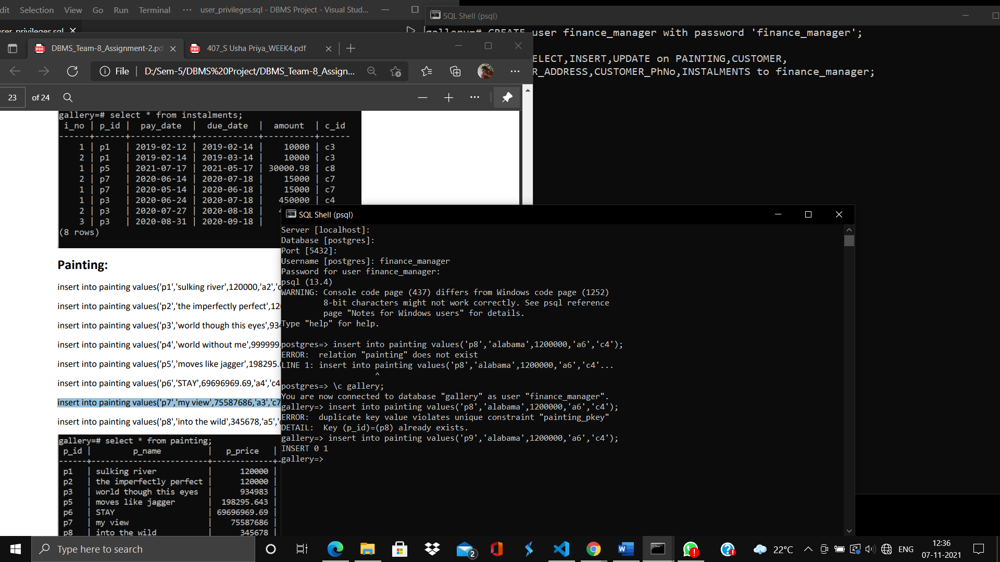 dit Selection View Go Run Terminal ··· user_privileges.sql - DBMS Project - Visual Stud...
user_privileges.sql
SQL Shell (psql)
gallery=# CREATE user finance_manager with password 'finance_manager';
ELECT,INSERT,UPDATE on PAINTING,CUSTOMER,
R_ADDRESS,CUSTOMER_PhNo,INSTALMENTS to finance_manager;
DBMS_Team-8_Assignment-2.pd
407_S Usha Priya_WEEK4.pdf
File D:/Sem-5/DBMS%20Project/DBMS_Team-8_Assign...
23 of 24
gallery=# select * from instalments;
i_no | p_id | pay_date | due_date | amount | c_id
------+------+------------+------------+----------+------
1 | p1 | 2019-02-12 | 2019-02-14 | 10000 | c3
2 | p1 | 2019-02-14 | 2019-03-14 | 10000 | c3
1 | p5 | 2021-07-17 | 2021-05-17 | 30000.98 | c8
2 | p7 | 2020-06-14 | 2020-07-18 | 15000 | c7
1 | p7 | 2020-05-14 | 2020-06-18 | 15000 | c7
1 | p3 | 2020-06-24 | 2020-07-18 | 450000 | c4
2 | p3 | 2020-07-27 | 2020-08-18 |
3 | p3 | 2020-08-31 | 2020-09-18 |
(8 rows)
Painting:
insert into painting values('p1','sulking river',120000,'a2','c
insert into painting values('p2','the imperfectly perfect',120
insert into painting values('p3','world though this eyes',934
insert into painting values('p4','world without me',999999.
insert into painting values('p5','moves like jagger',198295.
insert into painting values('p6','STAY',69696969.69,'a4','c4
insert into painting values('p7','my view',75587686,'a3','c7
insert into painting values('p8','into the wild',345678,'a5','
gallery=# select * from painting;
p_id | p_name | p_price |
------+-------------------------+-------------+
p1 | sulking river | 120000 |
p2 | the imperfectly perfect | 120000 |
p3 | world though this eyes | 934983 |
p5 | moves like jagger | 198295.643 |
p6 | STAY | 69696969.69 |
p7 | my view | 75587686 |
p8 | into the wild | 345678 |
SQL Shell (psql)
Server [localhost]:
Database [postgres]:
Port [5432]:
Username [postgres]: finance_manager
Password for user finance_manager:
psql (13.4)
WARNING: Console code page (437) differs from Windows code page (1252)
8-bit characters might not work correctly. See psql reference
page "Notes for Windows users" for details.
Type "help" for help.
postgres=> insert into painting values('p8','alabama',1200000,'a6','c4');
ERROR: relation "painting" does not exist
LINE 1: insert into painting values('p8','alabama',1200000,'a6','c4'...
^
postgres=> \c gallery;
You are now connected to database "gallery" as user "finance_manager".
gallery=> insert into painting values('p8','alabama',1200000,'a6','c4');
ERROR: duplicate key value violates unique constraint "painting_pkey"
DETAIL: Key (p_id)=(p8) already exists.
gallery=> insert into painting values('p9','alabama',1200000,'a6','c4');
INSERT 0 1
gallery=>
Type here to search
2
22°C
ENG
12:36
07-11-2021